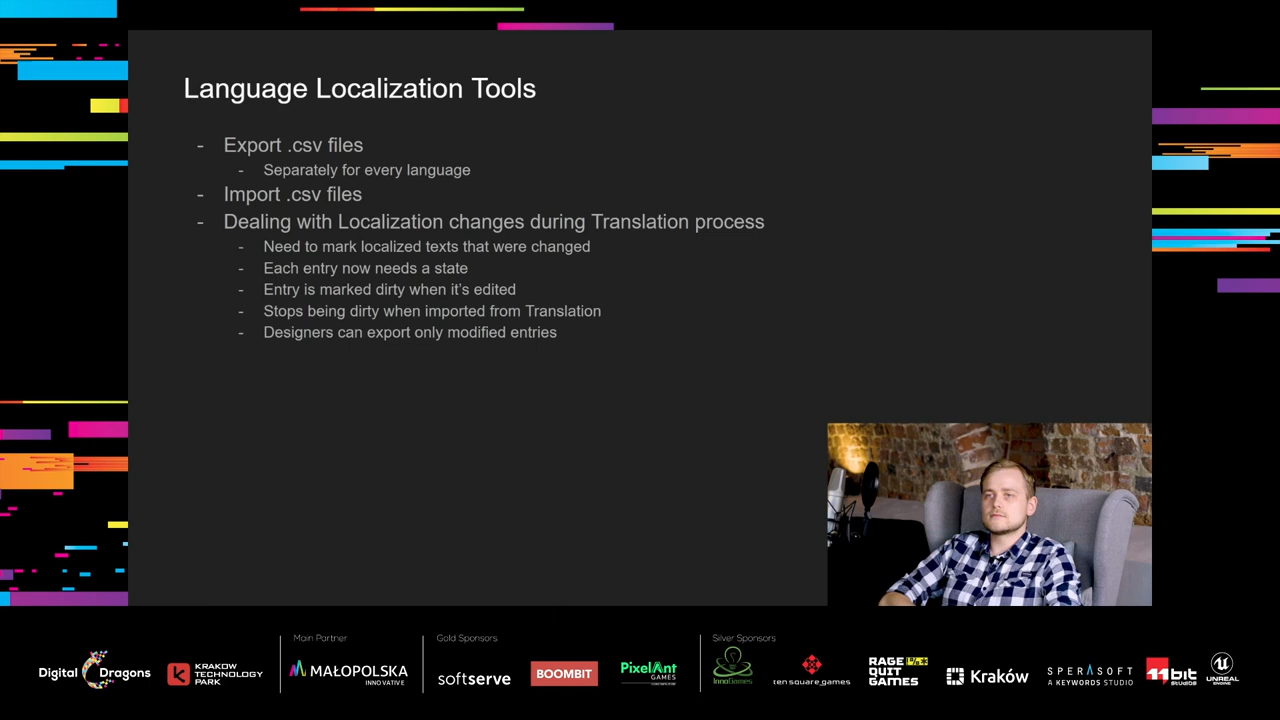 Language Localization Tools
- Export .csv files
- Separately for every language
- Import .csv files
- Dealing with Localization changes during Translation process
- Need to mark localized texts that were changed
- Each entry now needs a state
- Entry is marked dirty when it's edited
- Stops being dirty when imported from Translation
- Designers can export only modified entries
Main Partner
Gold Sponsors
Silver Sponsors
Digital Dragons
KRAKOW
TECHNOLOGY
PARK
MAŁOPOLSKA
INNOVATIVE
softserve
BOOMBIT
PixelAnt
GAMES
InnoGames
ten square games
RAGE
QUIT
GAMES
Kraków
SPERASOFT
A KEYWORDS STUDIO
11bit
studios
UNREAL
ENGINE